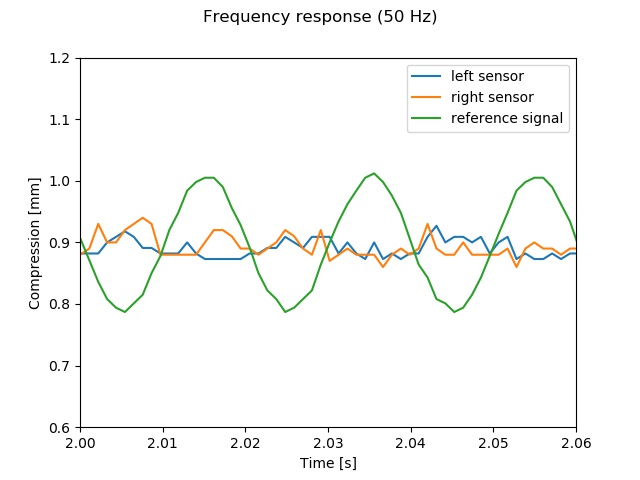 Frequency response (50 Hz)
1.2
1.1
1.0
0.9
0.8
0.7
0.6
Compression [mm]
left sensor
right sensor
reference signal
2.00 2.01 2.02 2.03 2.04 2.05 2.06
Time [s]